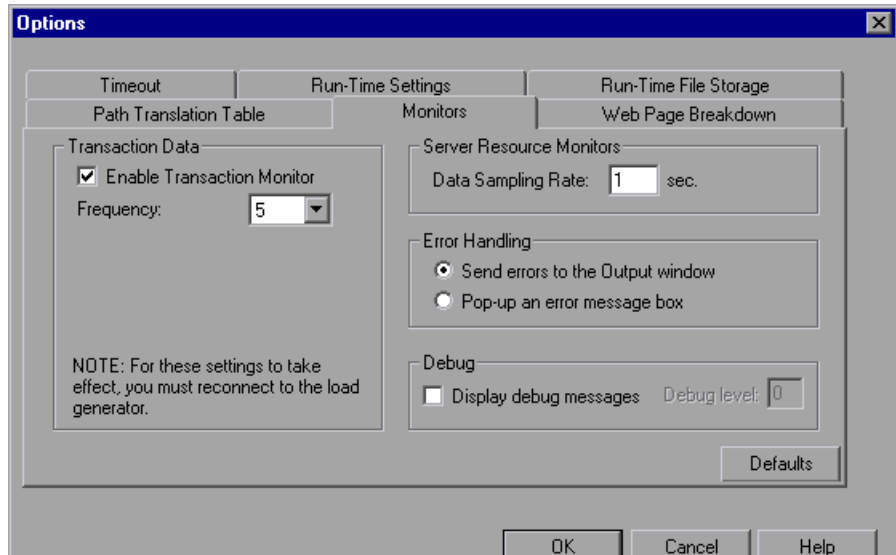 Options
Timeout
Run-Time Settings
Run-Time File Storage
Path Translation Table
Monitors
Web Page Breakdown
Transaction Data
Enable Transaction Monitor
Frequency: 5
NOTE: For these settings to take
effect, you must reconnect to the load
generator.
Server Resource Monitors
Data Sampling Rate: 1 sec.
Error Handling
Send errors to the Output window
Pop-up an error message box
Debug
Display debug messages Debug level: 0
Defaults
OK Cancel Help